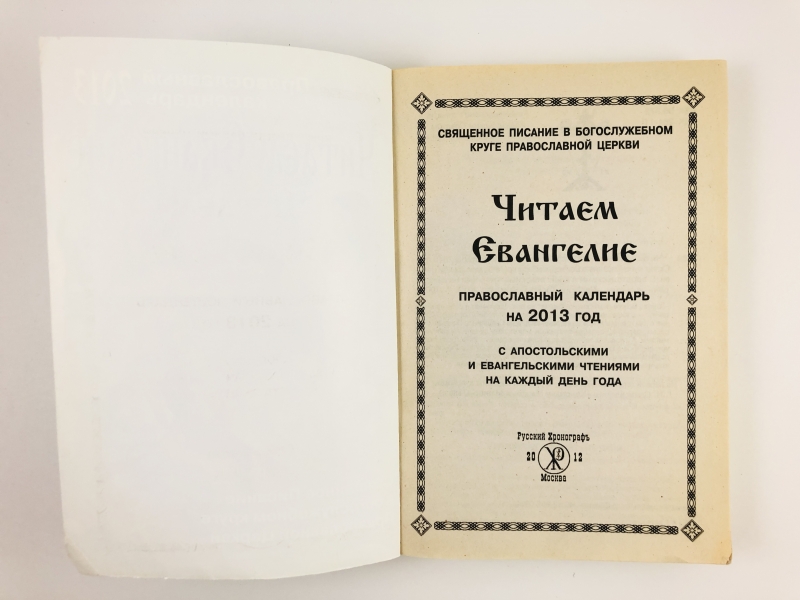 СВЯЩЕННОЕ ПИСАНИЕ В БОГОСЛУЖЕБНОМ
КРУГЕ ПРАВОСЛАВНОЙ ЦЕРКВИ
Читаем
Евангелие
ПРАВОСЛАВНЫЙ КАЛЕНДАРЬ
НА 2013 ГОД
С АПОСТОЛЬСКИМИ
И ЕВАНГЕЛЬСКИМИ ЧТЕНИЯМИ
НА КАЖДЫЙ ДЕНЬ ГОДА
Русский Хронографъ
20 12
Москва